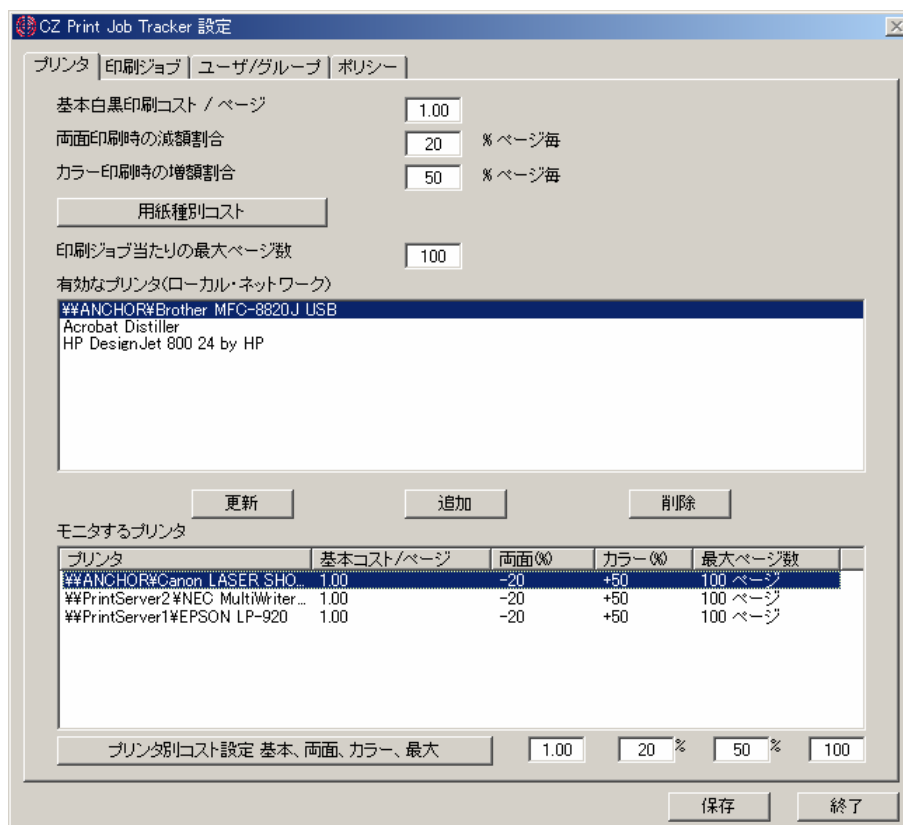 CZ Print Job Tracker 設定
プリンタ 印刷ジョブ ユーザ/グループ ポリシー
基本白黒印刷コスト / ページ 1.00
両面印刷時の減額割合 20 % ページ毎
カラー印刷時の増額割合 50 % ページ毎
用紙種別コスト
印刷ジョブ当たりの最大ページ数 100
有効なプリンタ(ローカル・ネットワーク)
¥¥ANCHOR¥Brother MFC-8820J USB
Acrobat Distiller
HP DesignJet 800 24 by HP
更新 追加 削除
モニタするプリンタ
プリンタ 基本コスト/ページ 両面(%) カラー(%) 最大ページ数
¥¥ANCHOR¥Canon LASER SHO... 1.00 -20 +50 100 ページ
¥¥PrintServer2¥NEC MultiWriter... 1.00 -20 +50 100 ページ
¥¥PrintServer1¥EPSON LP-920 1.00 -20 +50 100 ページ
プリンタ別コスト設定 基本、両面、カラー、最大 1.00 20 % 50 % 100
保存 終了